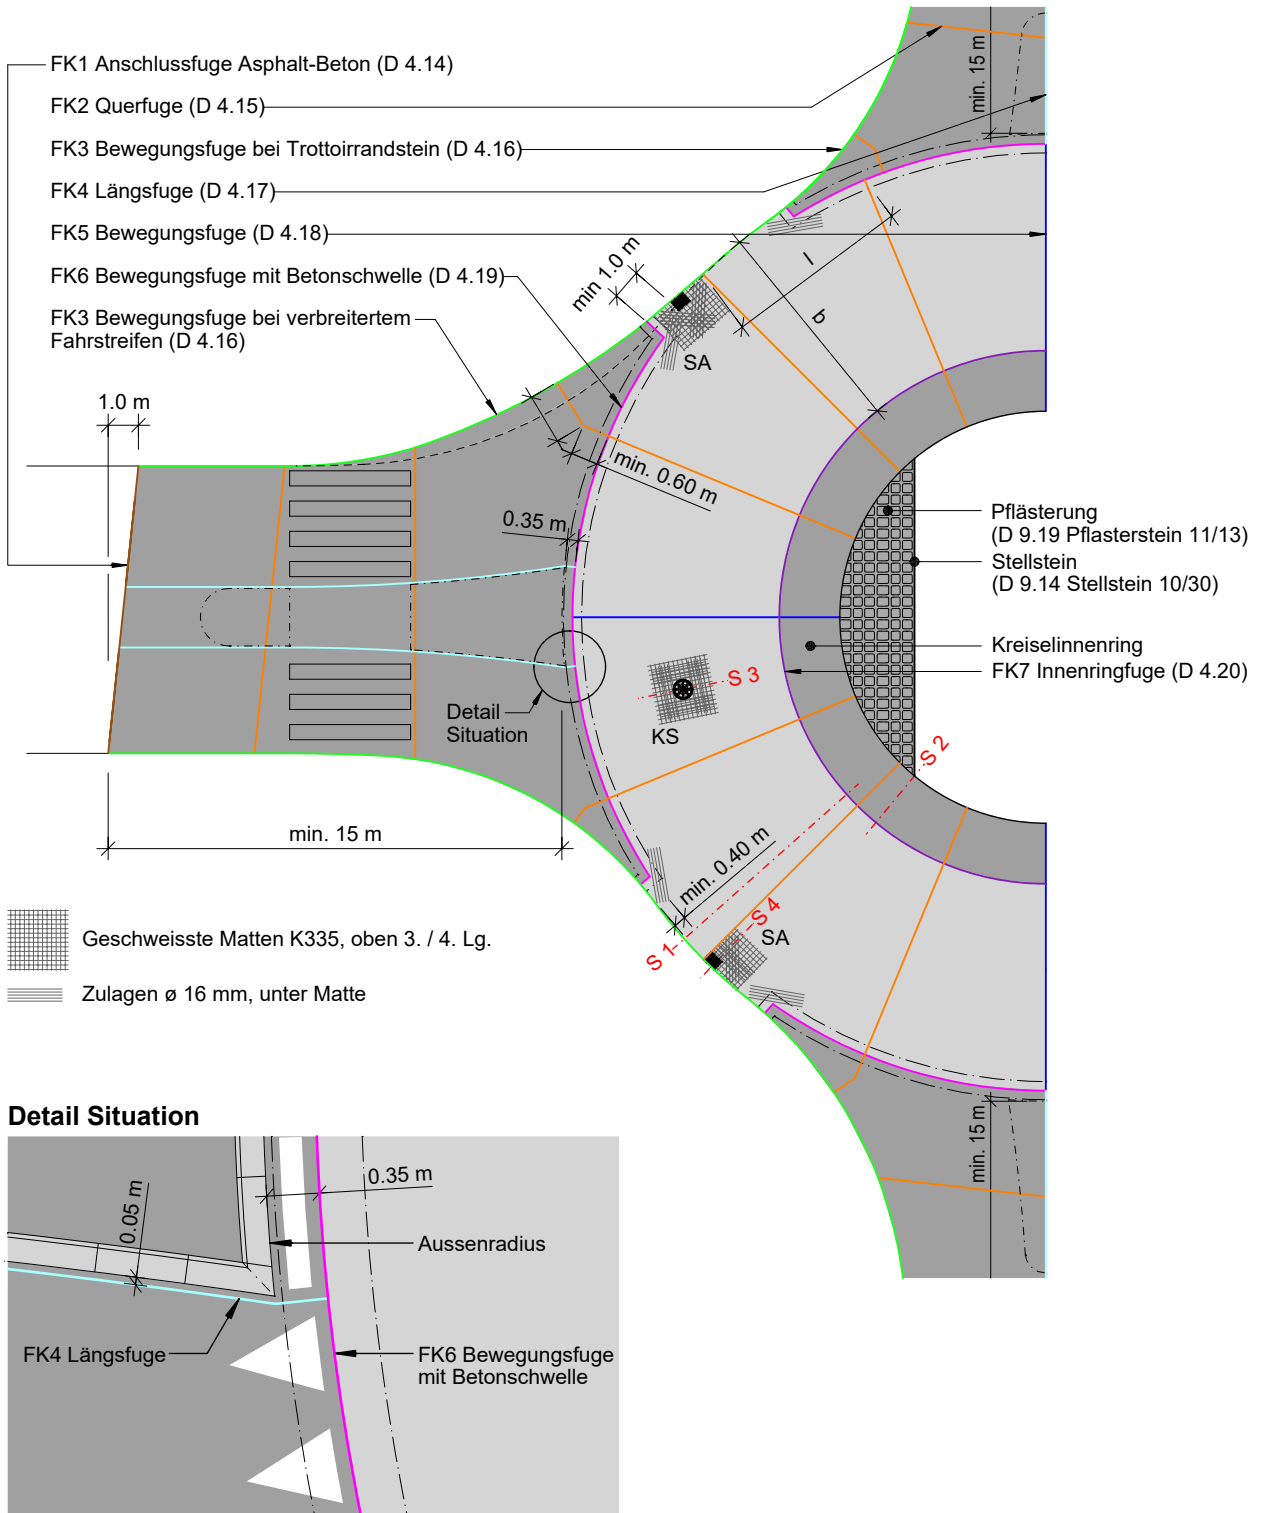 FK1 Anschlussfuge Asphalt-Beton (D 4.14)
FK2 Querfuge (D 4.15)
FK3 Bewegungsfuge bei Trottoirrandstein (D 4.16)
FK4 Längsfuge (D 4.17)
FK5 Bewegungsfuge (D 4.18)
FK6 Bewegungsfuge mit Betonschwelle (D 4.19)
FK3 Bewegungsfuge bei verbreitertem
Fahrstreifen (D 4.16)
min. 15 m
min 1.0 m
l
b
SA
1.0 m
min. 0.60 m
0.35 m
Pflästerung
(D 9.19 Pflasterstein 11/13)
Stellstein
(D 9.14 Stellstein 10/30)
Kreiselinnenring
FK7 Innenringfuge (D 4.20)
S 3
KS
Detail
Situation
S 2
min. 15 m
min. 0.40 m
S 4
S 1
SA
Geschweisste Matten K335, oben 3. / 4. Lg.
Zulagen ø 16 mm, unter Matte
min. 15 m
Detail Situation
0.35 m
0.05 m
Aussenradius
FK4 Längsfuge
FK6 Bewegungsfuge
mit Betonschwelle